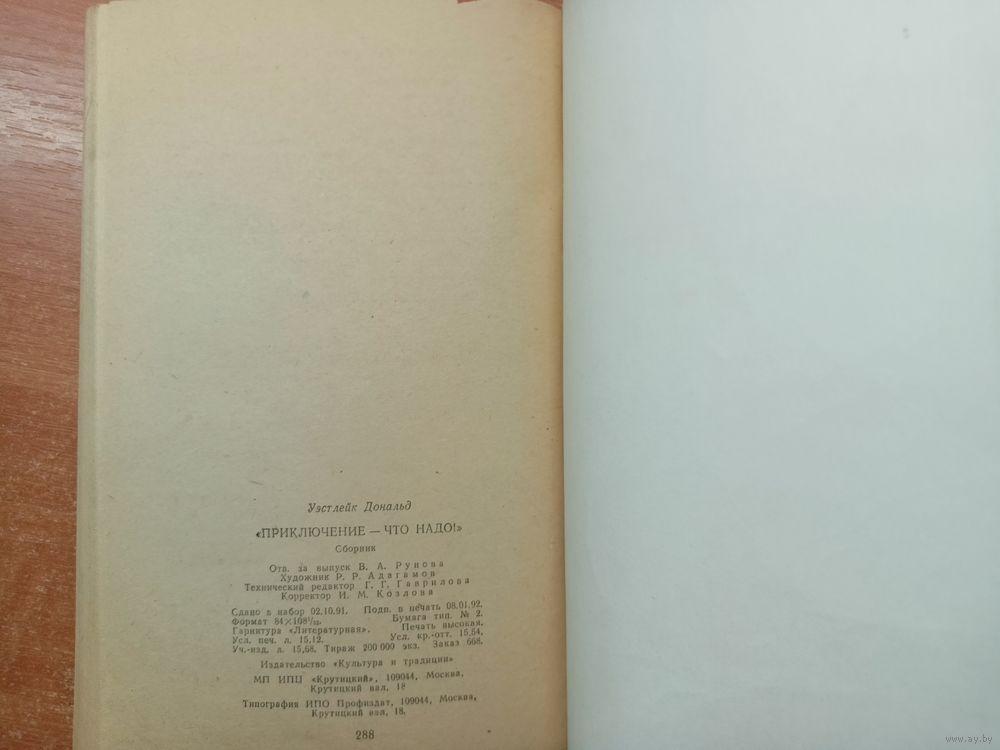 Уэстлейк Дональд
«ПРИКЛЮЧЕНИЕ — ЧТО НАДО!»
Сборник
Отв. за выпуск В. А. Рунова
Художник Р. Р. Адагамов
Технический редактор Г. Г. Гаврилова
Корректор И. М. Козлова
Сдано в набор 02.10.91. Подп. в печать 08.01.92.
Формат 84×108¹/₃₂. Бумага тип. № 2.
Гарнитура «Литературная». Печать высокая.
Усл. печ. л. 15,12. Усл. кр.-отт. 15,54.
Уч.-изд. л. 15,68. Тираж 200 000 экз. Заказ 668.
Издательство «Культура и традиции»
МП ИПЦ «Крутицкий», 109044, Москва,
Крутицкий вал, 18
Типография ИПО Профиздат, 109044, Москва,
Крутицкий вал, 18.
288
www.ay.by